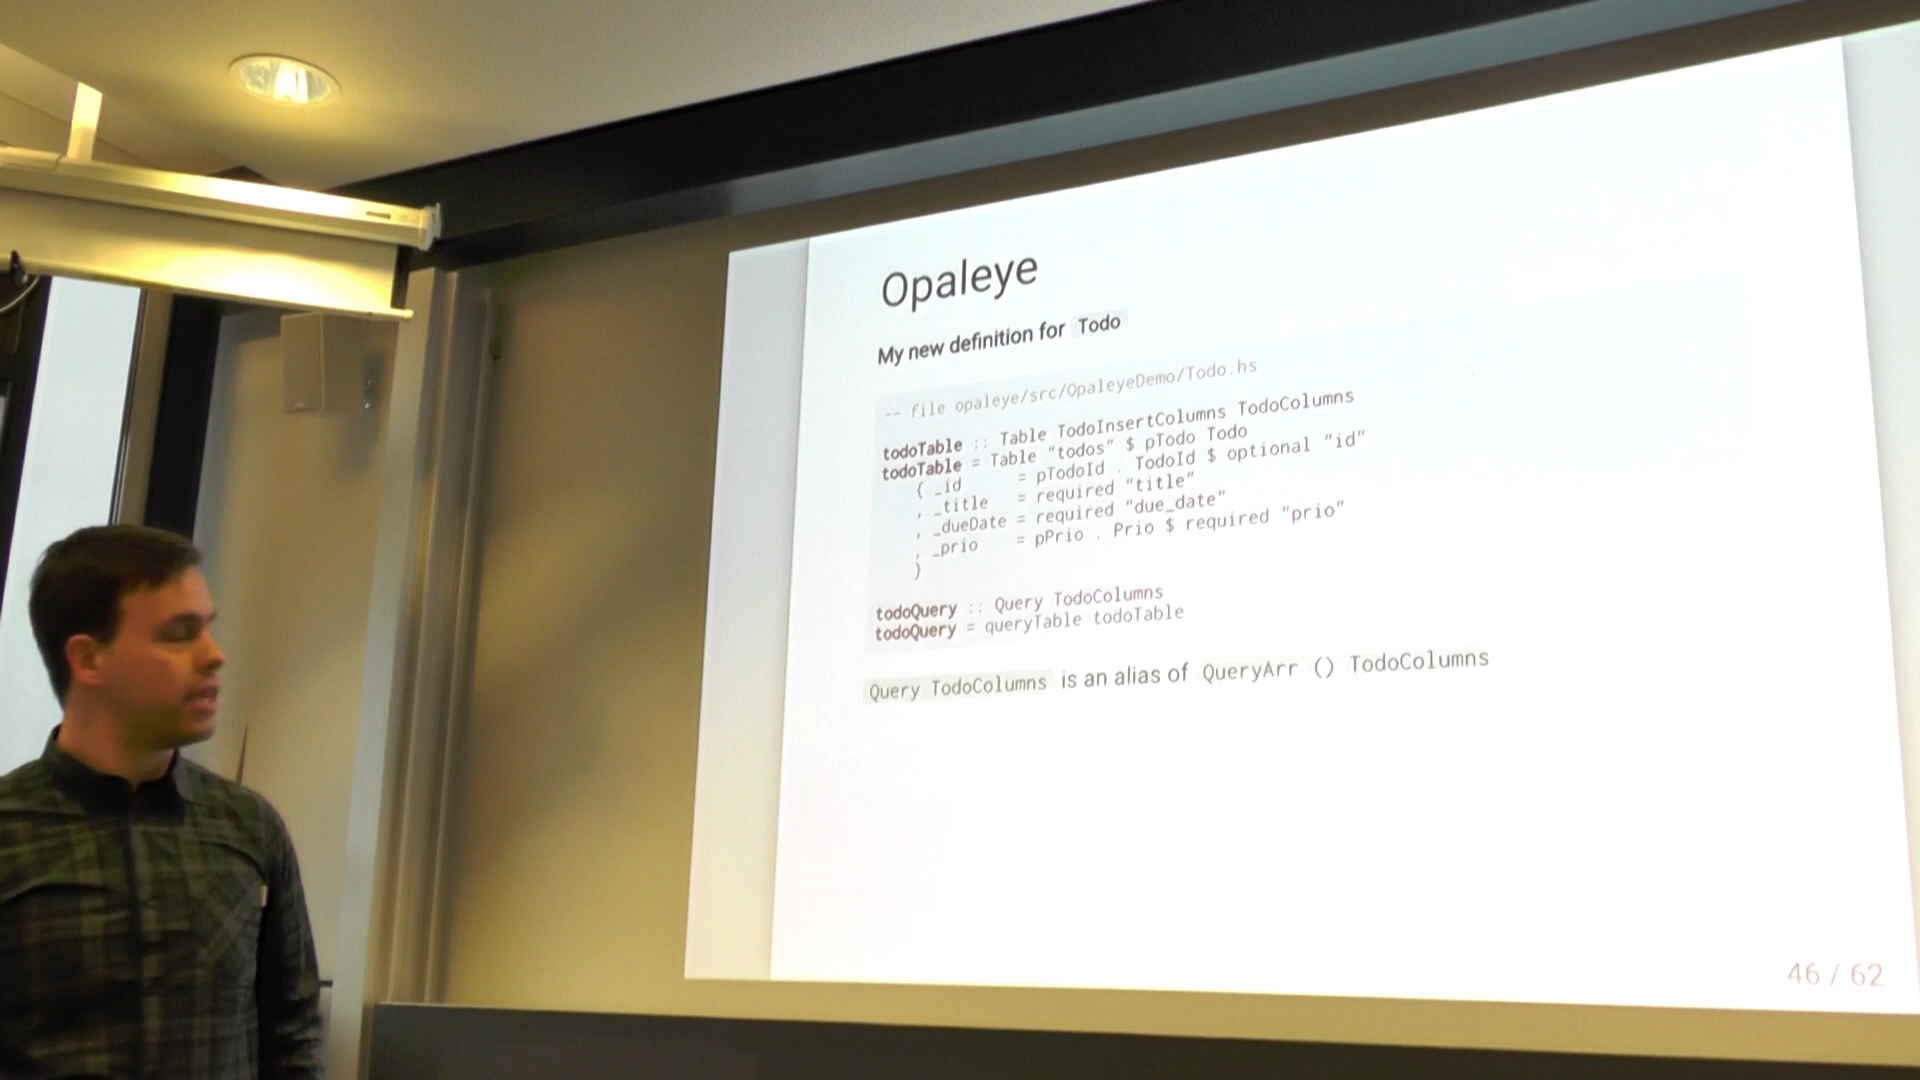 Opaleye
My new definition for Todo
-- file opaleye/src/OpaleyeDemo/Todo.hs
todoTable :: Table TodoInsertColumns TodoColumns
todoTable = Table "todos" $ pTodo Todo
{ _id = pTodoId . TodoId $ optional "id"
, _title = required "title"
, _dueDate = required "due_date"
, _prio = pPrio . Prio $ required "prio"
}
todoQuery :: Query TodoColumns
todoQuery = queryTable todoTable
Query TodoColumns is an alias of QueryArr () TodoColumns
46 / 62